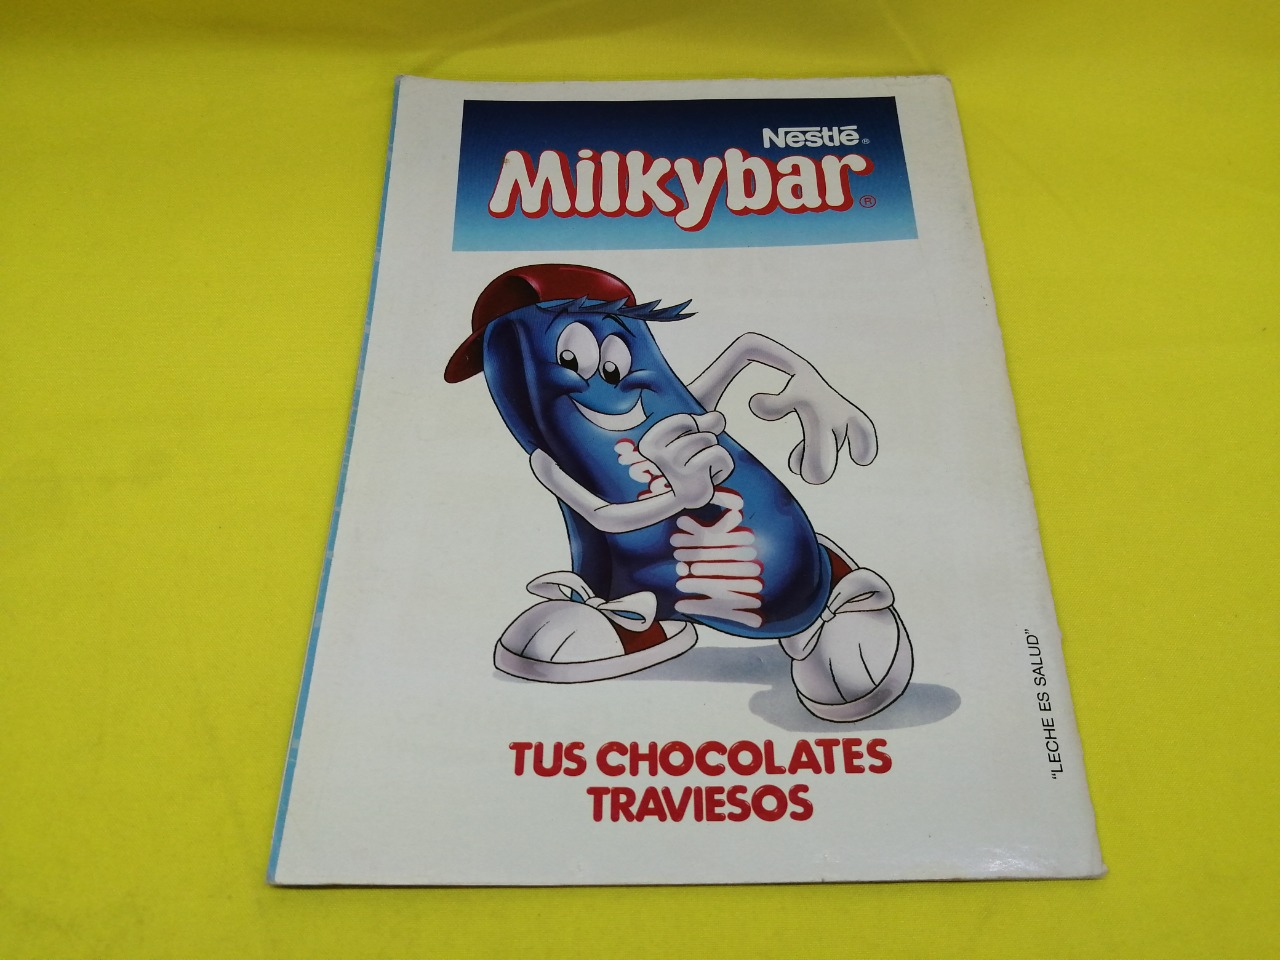 Nestlé®
Milkybar®
Milkybar
TUS CHOCOLATES
TRAVIESOS
"LECHE ES SALUD"